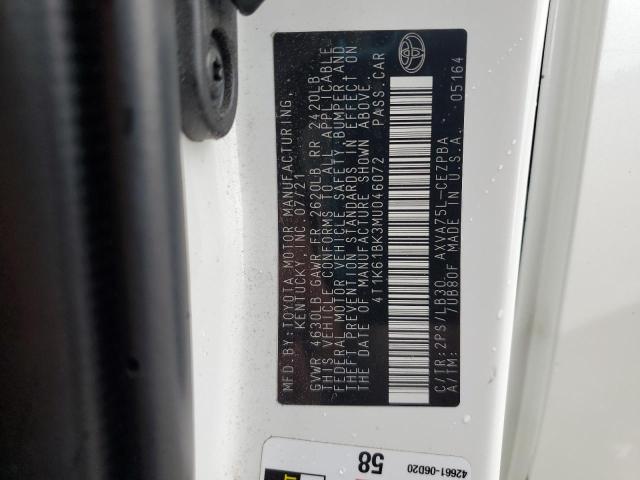 MFD. BY: TOYOTA MOTOR MANUFACTURING,
KENTUCKY, INC. 07/21
GVWR 4630LB GAWR FR 2620LB RR 2420LB
THIS VEHICLE CONFORMS TO ALL APPLICABLE
FEDERAL MOTOR VEHICLE SAFETY, BUMPER, AND
THEFT PREVENTION STANDARDS IN EFFECT ON
THE DATE OF MANUFACTURE SHOWN ABOVE.
4T1K61BK3MU046072 PASS. CAR
C/TR: 2PS/LB30 AXVA75L-CEZPBA
A/TM: 7UB80F MADE IN U.S.A. 05164
58
42661-06D20